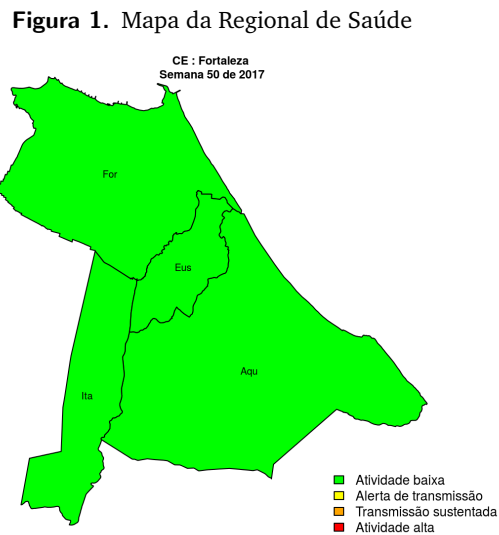 Figura 1. Mapa da Regional de Saúde
CE : Fortaleza
Semana 50 de 2017
For
Eus
Aqu
Ita
Atividade baixa
Alerta de transmissão
Transmissão sustentada
Atividade alta